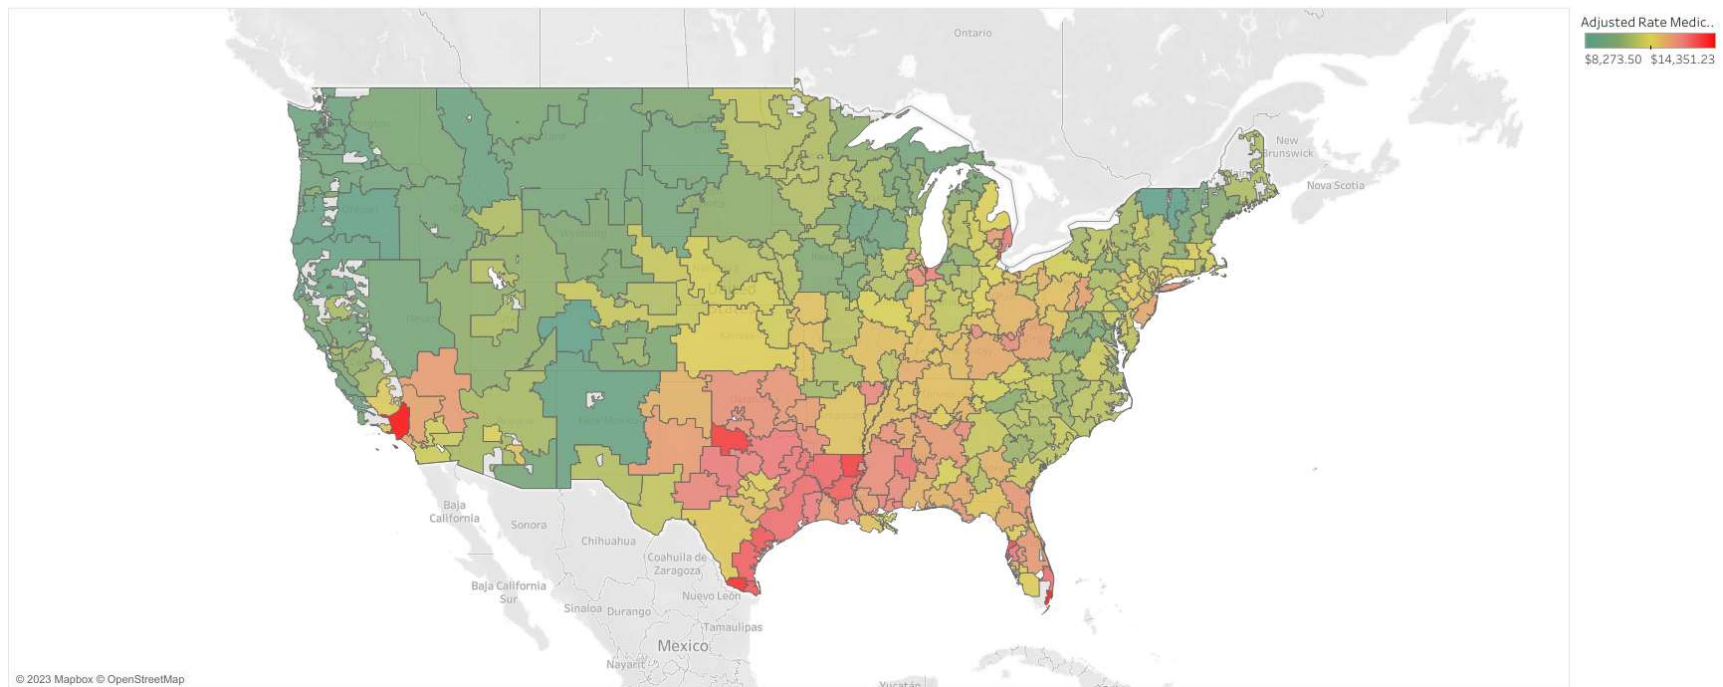 Adjusted Rate Medic..
$8,273.50 $14,351.23
Ontario
New
Brunswick
Nova Scotia
Baja
California
Sonora
Chihuahua
Coahuila de
Zaragoza
Baja California
Sur
Nuevo León
Sinaloa
Durango
Tamaulipas
Mexico
Nayarit
Yucatán
© 2023 Mapbox © OpenStreetMap